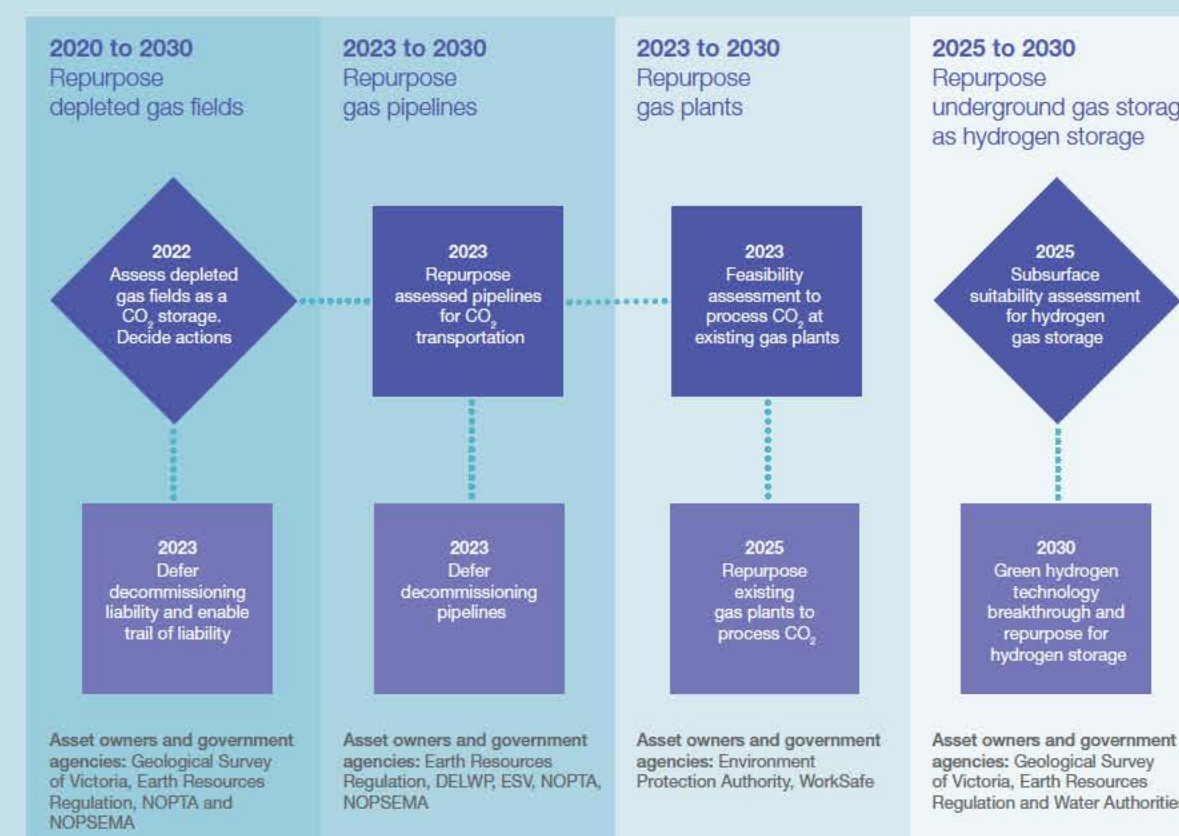 2020 to 2030
Repurpose
depleted gas fields
2022
Assess depleted
gas fields as a
CO₂ storage.
Decide actions
2023
Defer
decommissioning
liability and enable
trail of liability
Asset owners and government
agencies: Geological Survey
of Victoria, Earth Resources
Regulation, NOPTA and
NOPSEMA
2023 to 2030
Repurpose
gas pipelines
2023
Repurpose
assessed pipelines
for CO₂
transportation
2023
Defer
decommissioning
pipelines
Asset owners and government
agencies: Earth Resources
Regulation, DELWP, ESV, NOPTA,
NOPSEMA
2023 to 2030
Repurpose
gas plants
2023
Feasibility
assessment to
process CO₂ at
existing gas plants
2025
Repurpose
existing
gas plants to
process CO₂
Asset owners and government
agencies: Environment
Protection Authority, WorkSafe
2025 to 2030
Repurpose
underground gas storag
as hydrogen storage
2025
Subsurface
suitability assessment
for hydrogen
gas storage
2030
Green hydrogen
technology
breakthrough and
repurpose for
hydrogen storage
Asset owners and government
agencies: Geological Survey
of Victoria, Earth Resources
Regulation and Water Authorities